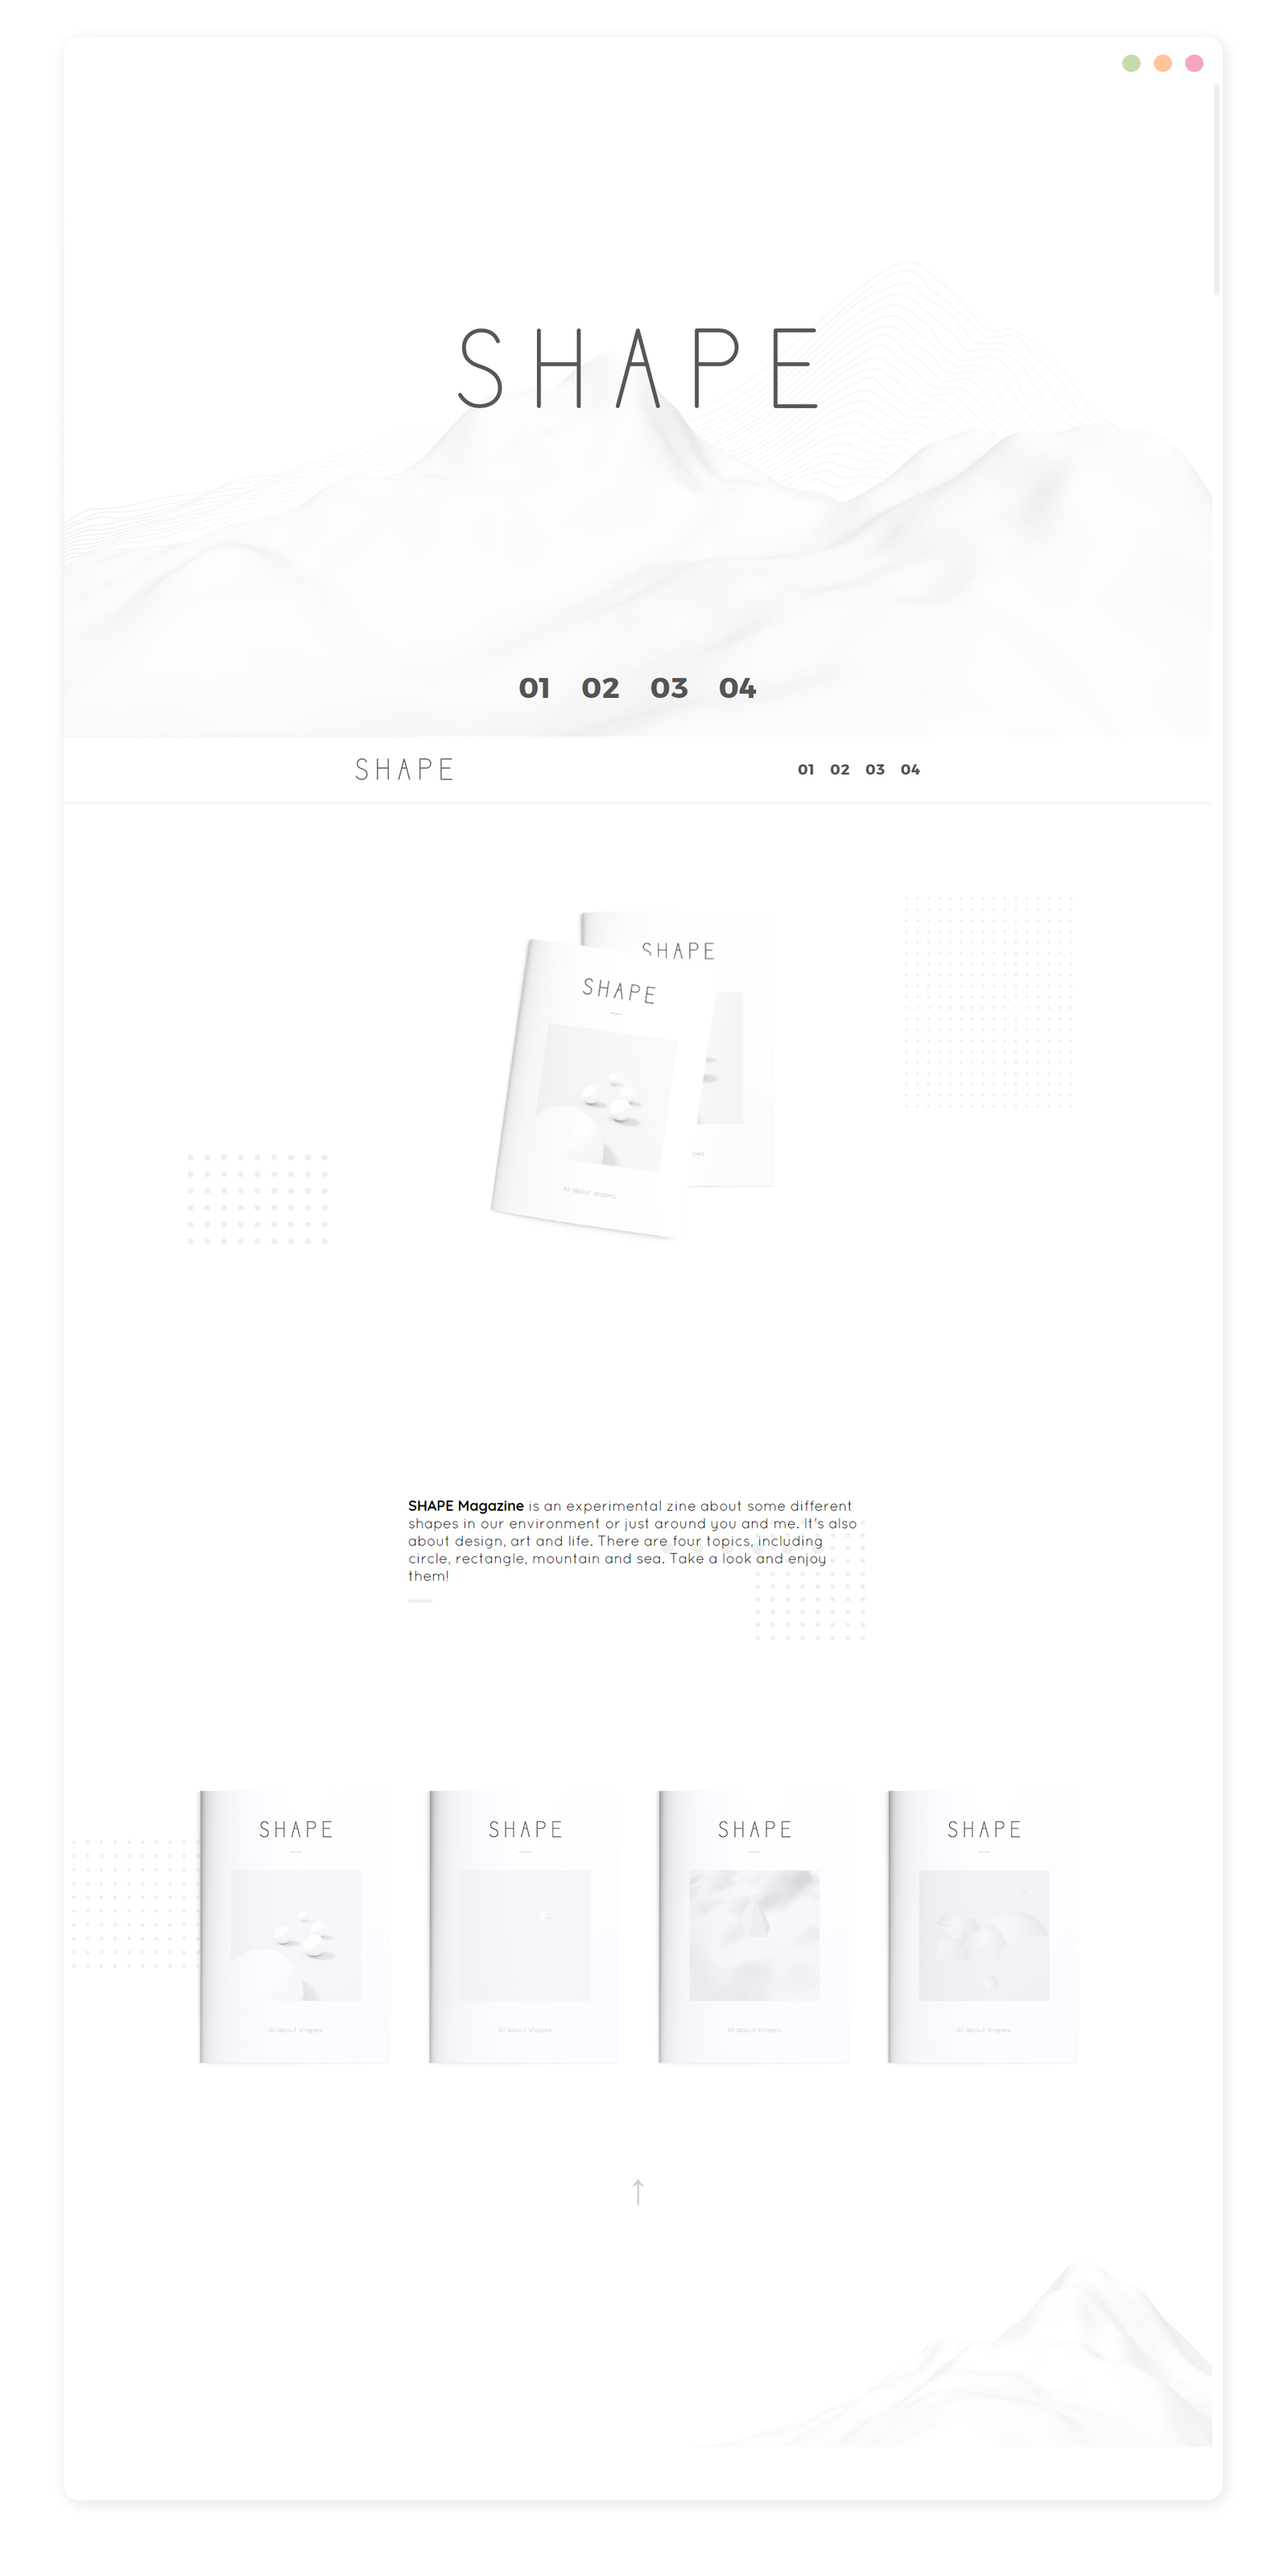 SHAPE
01 02 03 04
SHAPE
01 02 03 04
SHAPE
SHAPE
pes.
All about shapes.
SHAPE Magazine is an experimental zine about some different
shapes in our environment or just around you and me. It's also
about design, art and life. There are four topics, including
circle, rectangle, mountain and sea. Take a look and enjoy
them!
SHAPE
All about shapes.
SHAPE
All about shapes.
SHAPE
All about shapes.
SHAPE
All about shapes.
↑